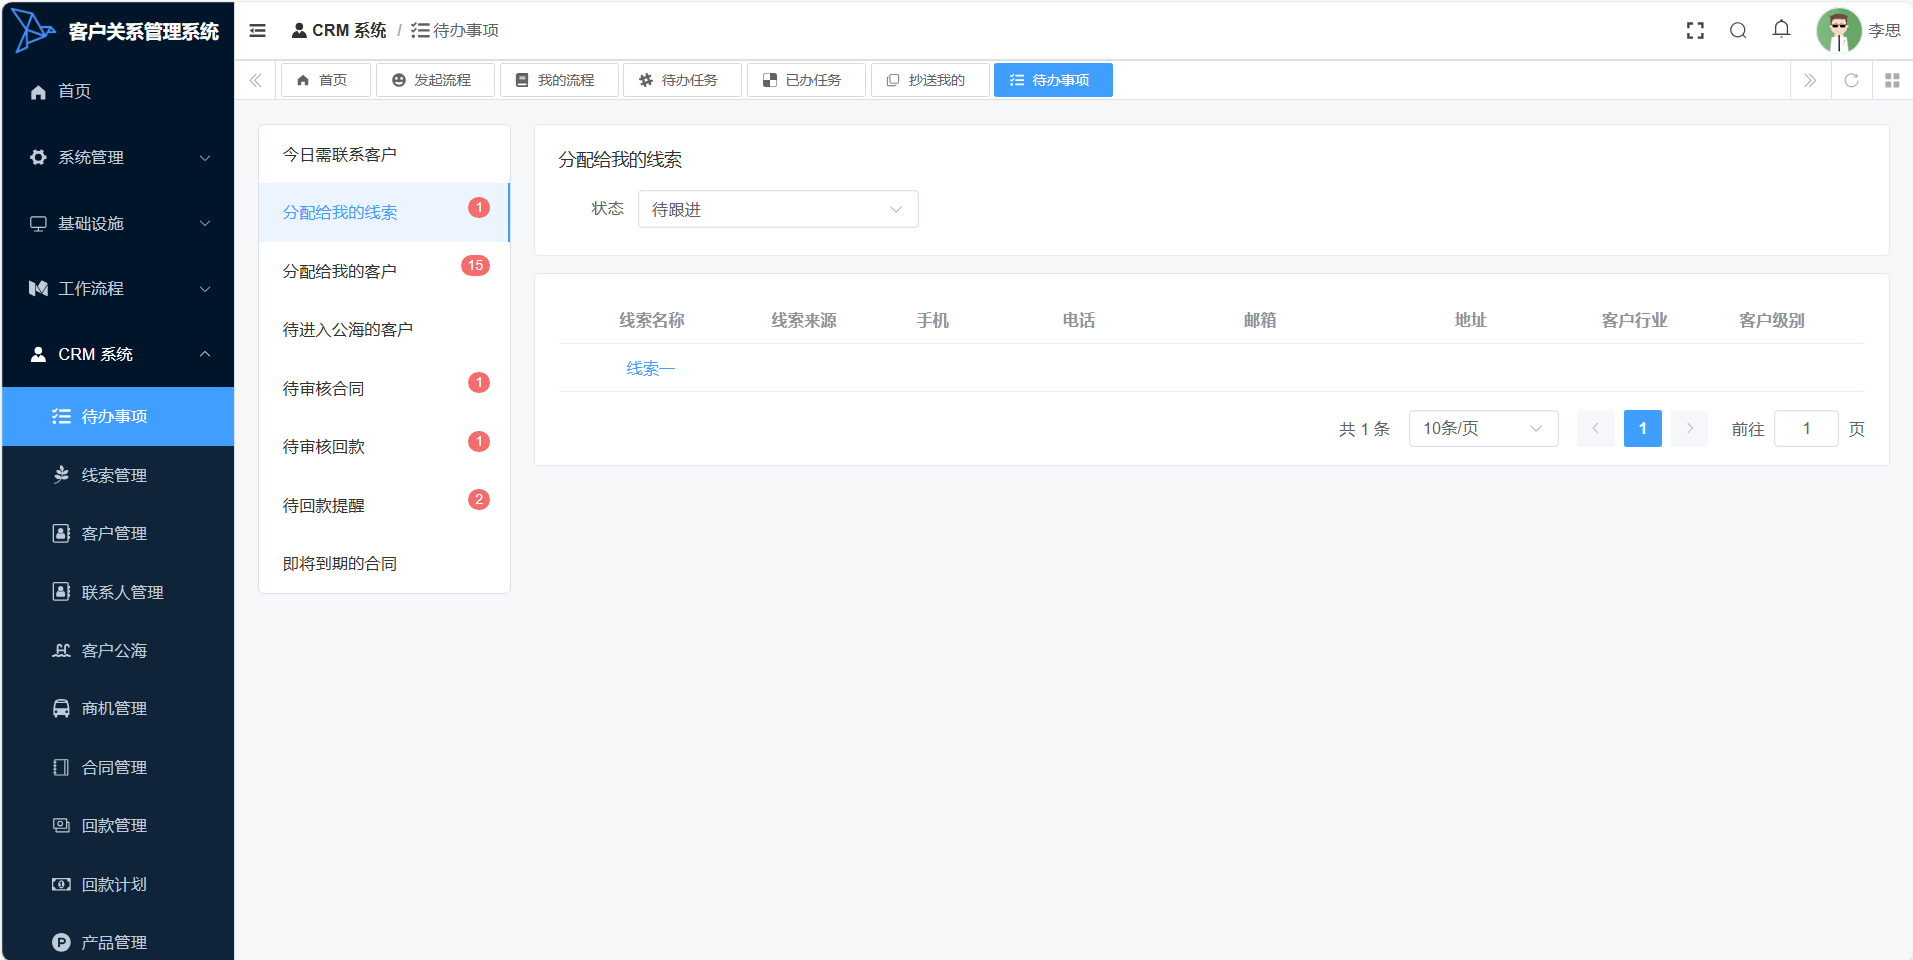 客户关系管理系统
CRM 系统 / 待办事项
李思
首页
发起流程
我的流程
待办任务
已办任务
抄送我的
待办事项
首页
系统管理
基础设施
工作流程
CRM 系统
待办事项
线索管理
客户管理
联系人管理
客户公海
商机管理
合同管理
回款管理
回款计划
产品管理
今日需联系客户
分配给我的线索 1
分配给我的客户 15
待进入公海的客户
待审核合同 1
待审核回款 1
待回款提醒 2
即将到期的合同
分配给我的线索
状态 待跟进
线索名称 线索来源 手机 电话 邮箱 地址 客户行业 客户级别
线索一
共 1 条 10条/页 1 前往 1 页